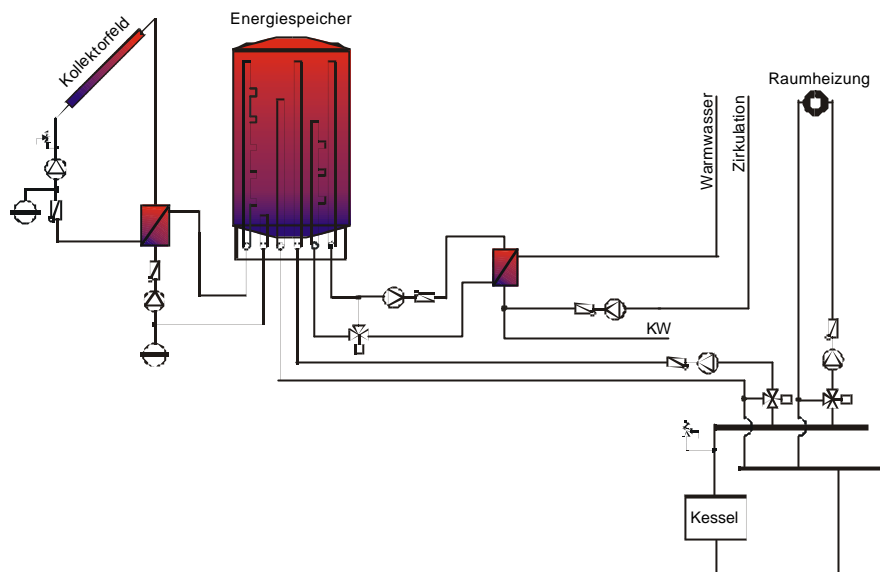 Energiespeicher
Kollektorfeld
Raumheizung
Warmwasser
Zirkulation
KW
Kessel